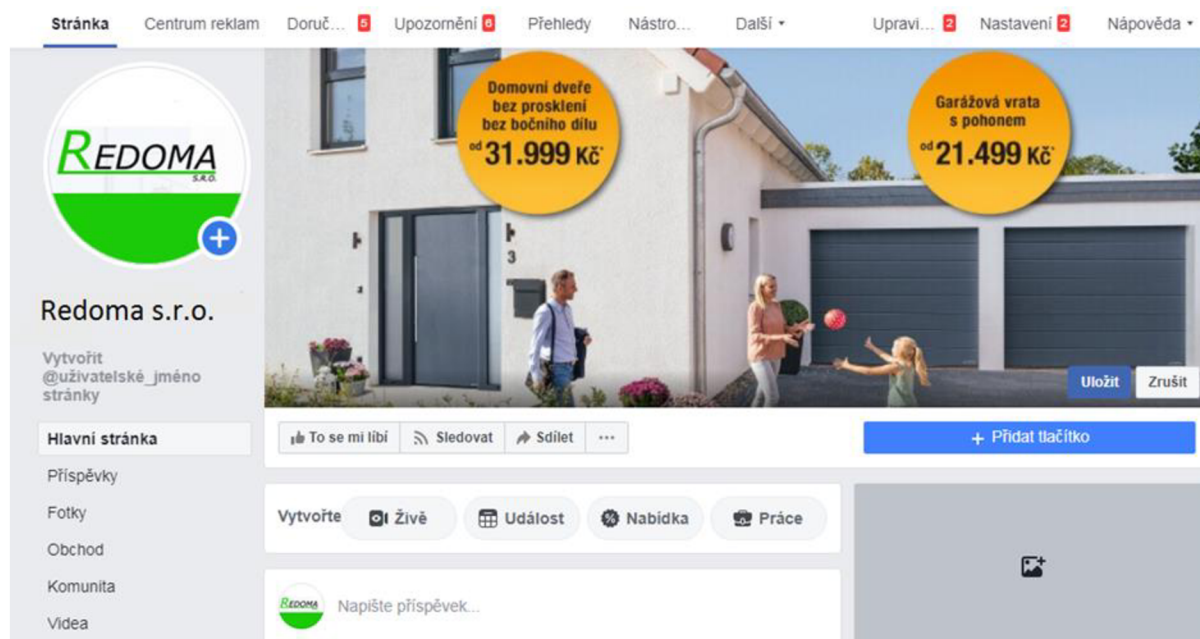 Stránka Centrum reklam Doruč... 5 Upozornění 6 Přehledy Nástro... Další Upravi... 2 Nastavení 2 Nápověda
REDOMA
S.R.O.
Redoma s.r.o.
Vytvořit
@uživatelské_jméno
stránky
Hlavní stránka
Příspěvky
Fotky
Obchod
Komunita
Videa
Domovní dveře
bez prosklení
bez bočního dílu
od 31.999 Kč*
Garážová vrata
s pohonem
od 21.499 Kč*
3
Uložit Zrušit
To se mi líbí Sledovat Sdílet ...
+ Přidat tlačítko
Vytvořte Živě Událost Nabídka Práce
REDOMA
Napište příspěvek...